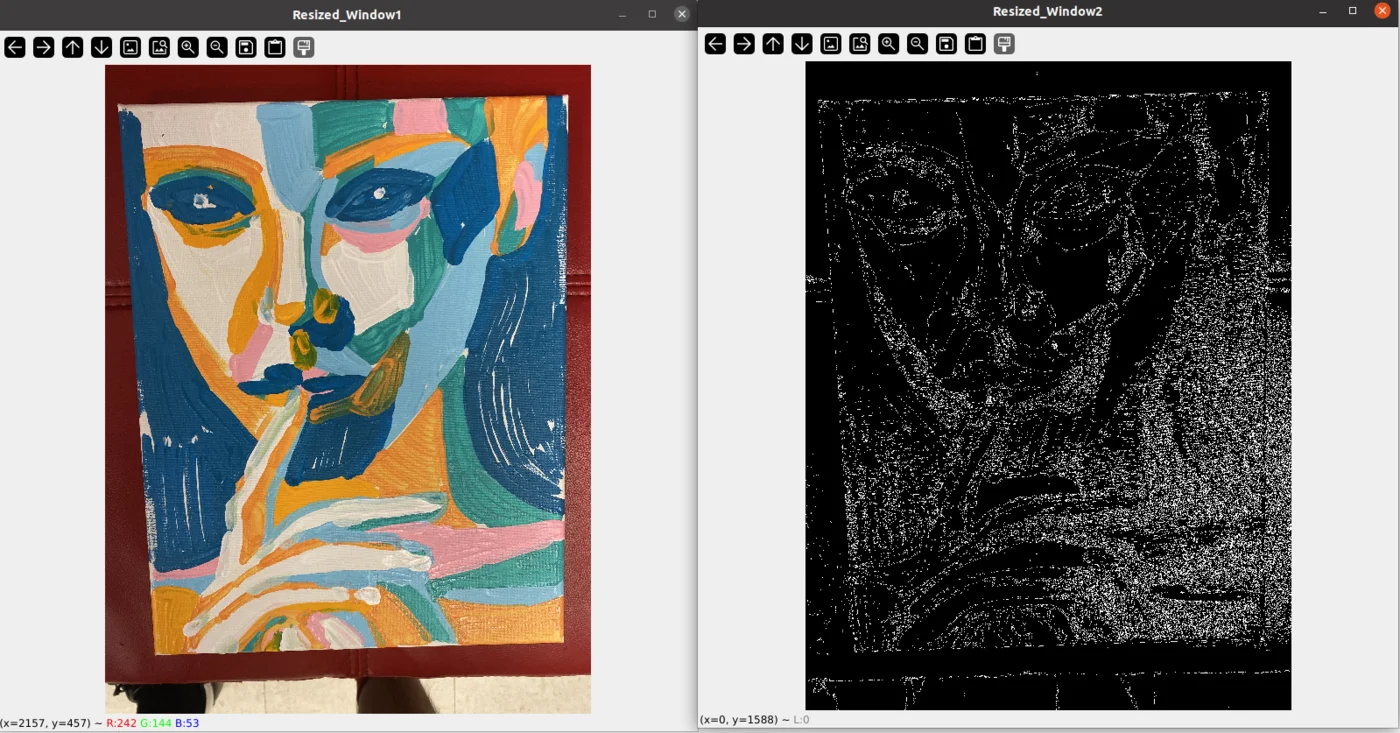 Resized_Window1
Resized_Window2
(x=2157, y=457) ~ R:242 G:144 B:53
(x=0, y=1588) ~ L:0